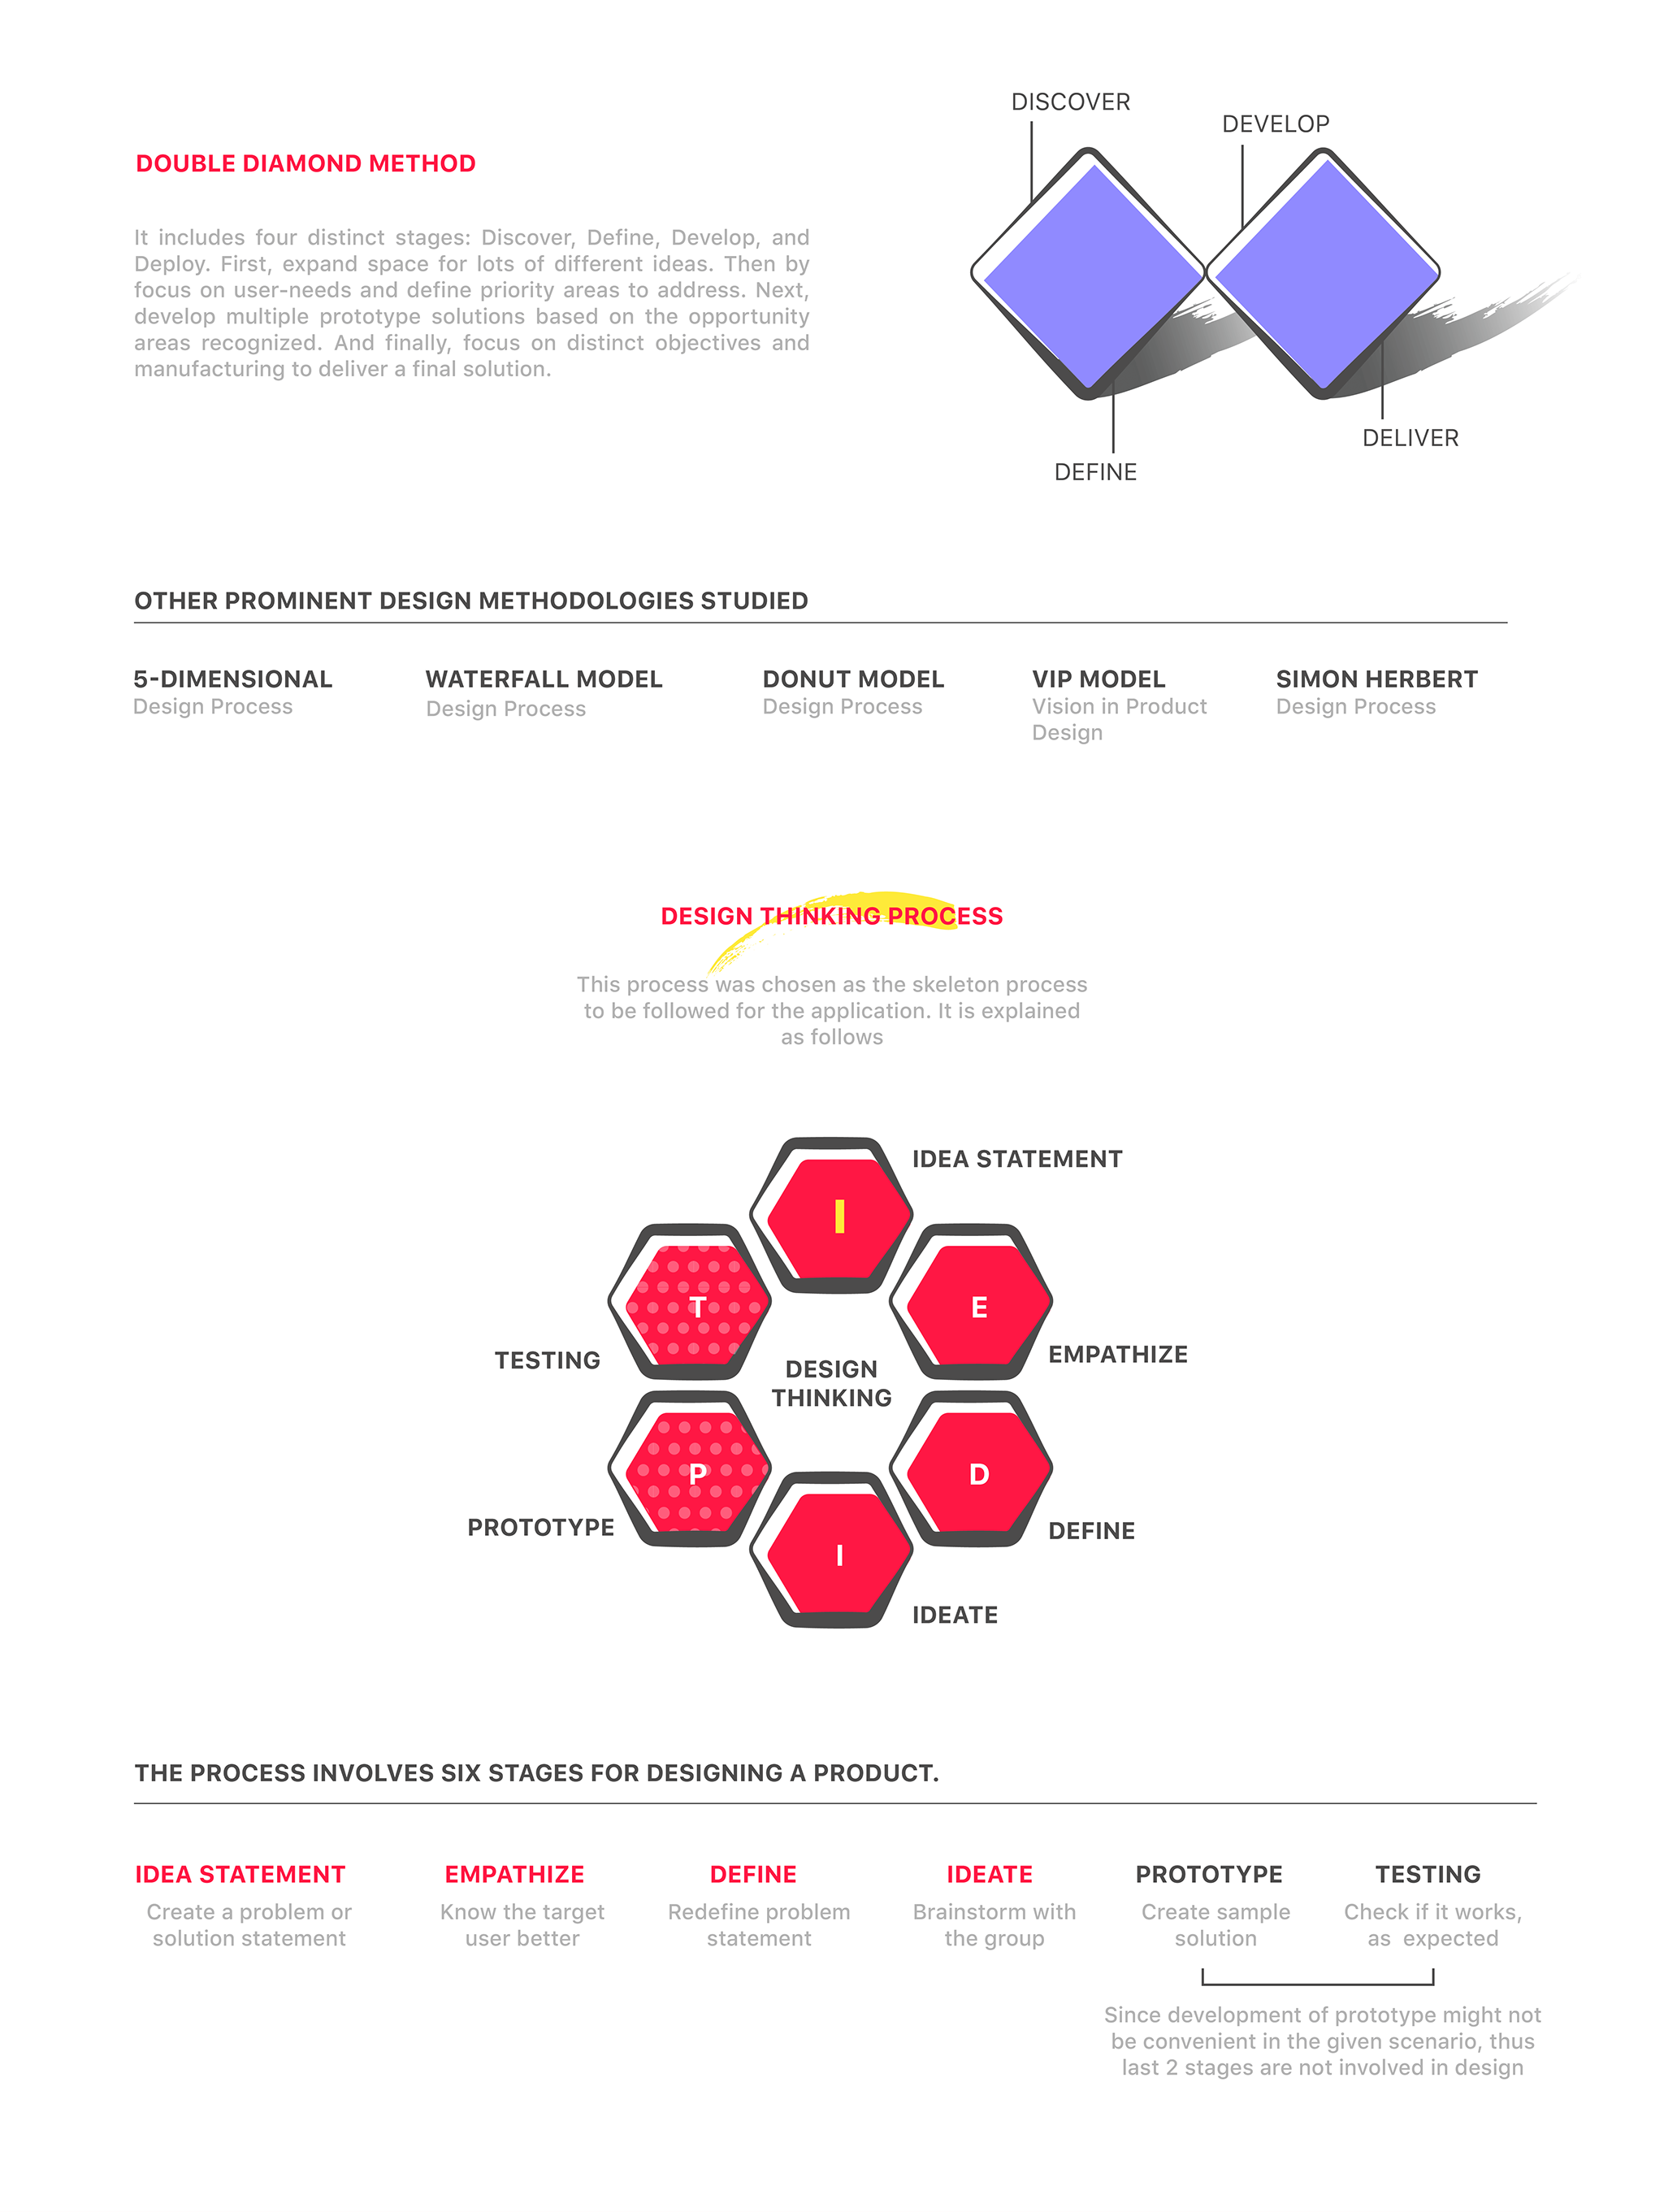 DISCOVER
DEVELOP
DOUBLE DIAMOND METHOD
It includes four distinct stages: Discover, Define, Develop, and
Deploy. First, expand space for lots of different ideas. Then by
focus on user-needs and define priority areas to address. Next,
develop multiple prototype solutions based on the opportunity
areas recognized. And finally, focus on distinct objectives and
manufacturing to deliver a final solution.
DELIVER
DEFINE
OTHER PROMINENT DESIGN METHODOLOGIES STUDIED
5-DIMENSIONAL
Design Process
WATERFALL MODEL
Design Process
DONUT MODEL
Design Process
VIP MODEL
Vision in Product
Design
SIMON HERBERT
Design Process
DESIGN THINKING PROCESS
This process was chosen as the skeleton process
to be followed for the application. It is explained
as follows
IDEA STATEMENT
I
T
E
TESTING
EMPATHIZE
DESIGN
THINKING
P
D
PROTOTYPE
DEFINE
I
IDEATE
THE PROCESS INVOLVES SIX STAGES FOR DESIGNING A PRODUCT.
IDEA STATEMENT
Create a problem or
solution statement
EMPATHIZE
Know the target
user better
DEFINE
Redefine problem
statement
IDEATE
Brainstorm with
the group
PROTOTYPE
Create sample
solution
TESTING
Check if it works,
as expected
Since development of prototype might not
be convenient in the given scenario, thus
last 2 stages are not involved in design